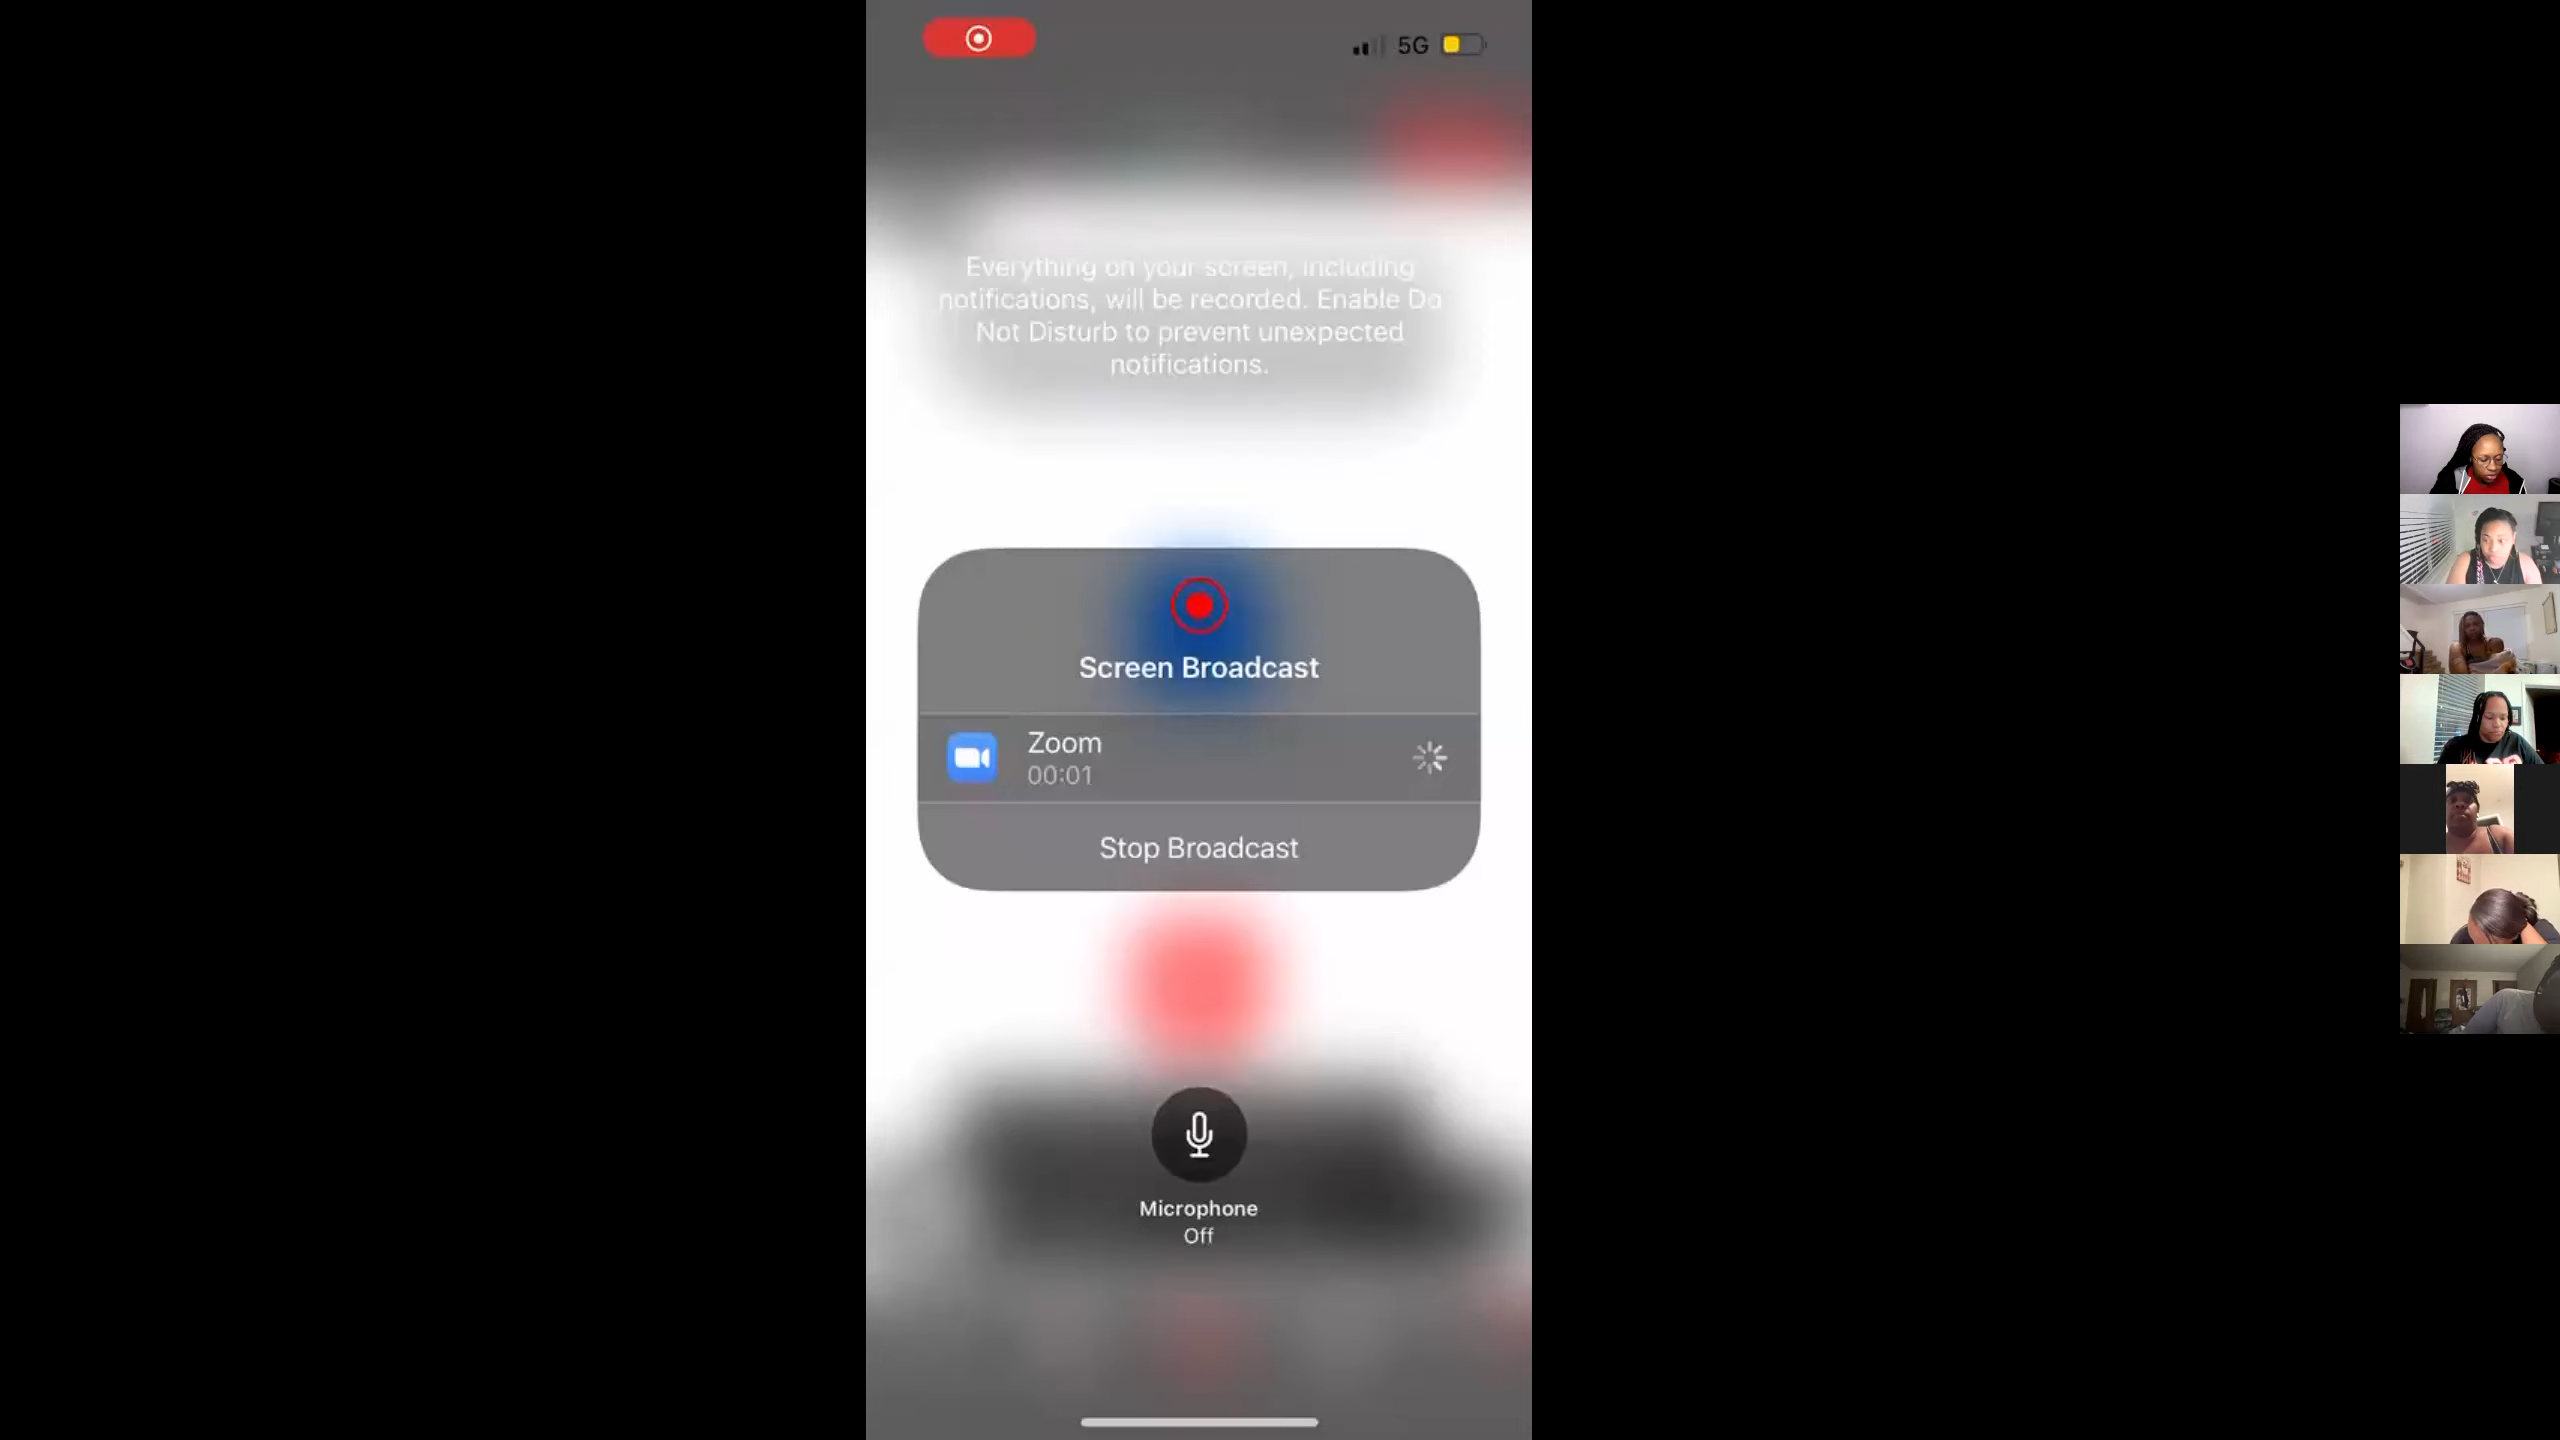 5G
Everything on your screen, including
notifications, will be recorded. Enable Do
Not Disturb to prevent unexpected
notifications.
Screen Broadcast
Zoom
00:01
Stop Broadcast
Microphone
Off